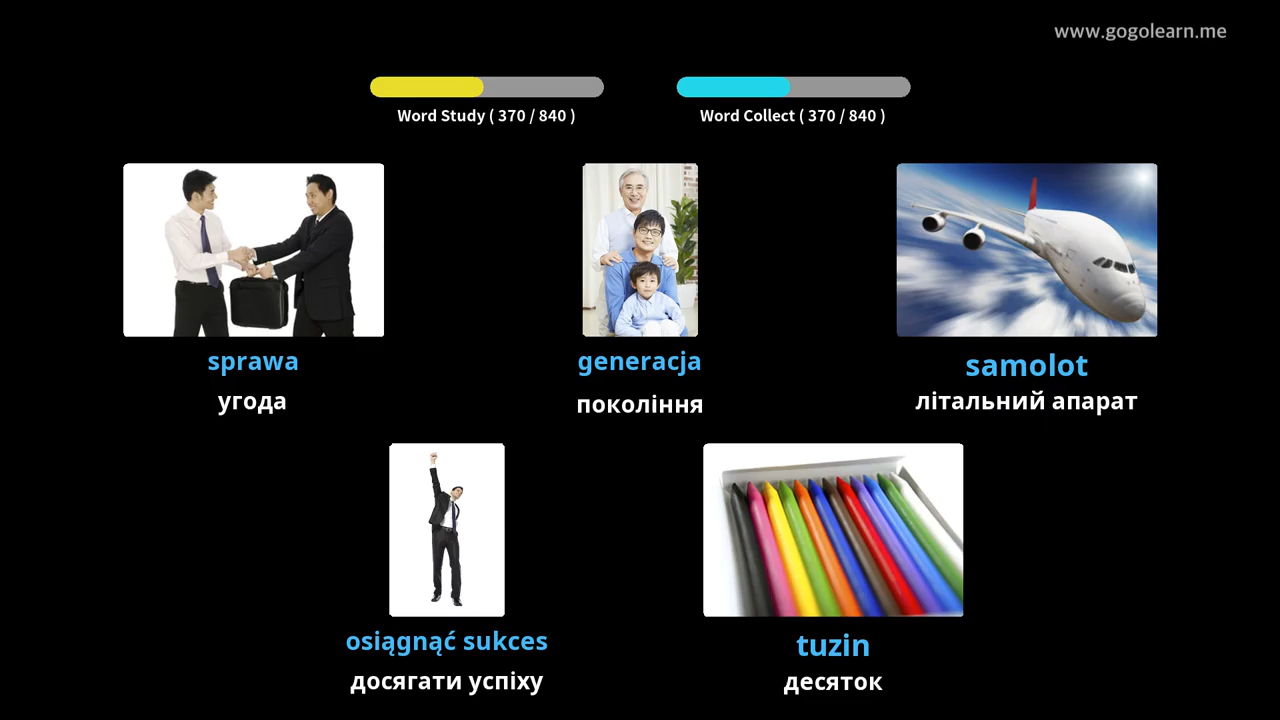 www.gogolearn.me
Word Study ( 370 / 840 )
Word Collect ( 370 / 840 )
sprawa
угода
generacja
покоління
samolot
літальний апарат
osiągnąć sukces
досягати успіху
tuzin
десяток